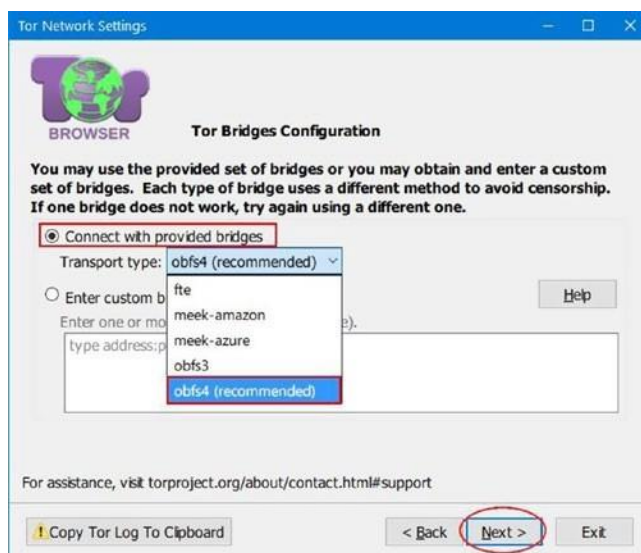 Tor Network Settings
Tor
BROWSER
Tor Bridges Configuration
You may use the provided set of bridges or you may obtain and enter a custom
set of bridges. Each type of bridge uses a different method to avoid censorship.
If one bridge does not work, try again using a different one.
Connect with provided bridges
Transport type: obfs4 (recommended)
fte
Enter custom b
Help
meek-amazon
Enter one or mo e).
meek-azure
type address:p
obfs3
obfs4 (recommended)
For assistance, visit torproject.org/about/contact.html#support
Copy Tor Log To Clipboard
< Back
Next >
Exit